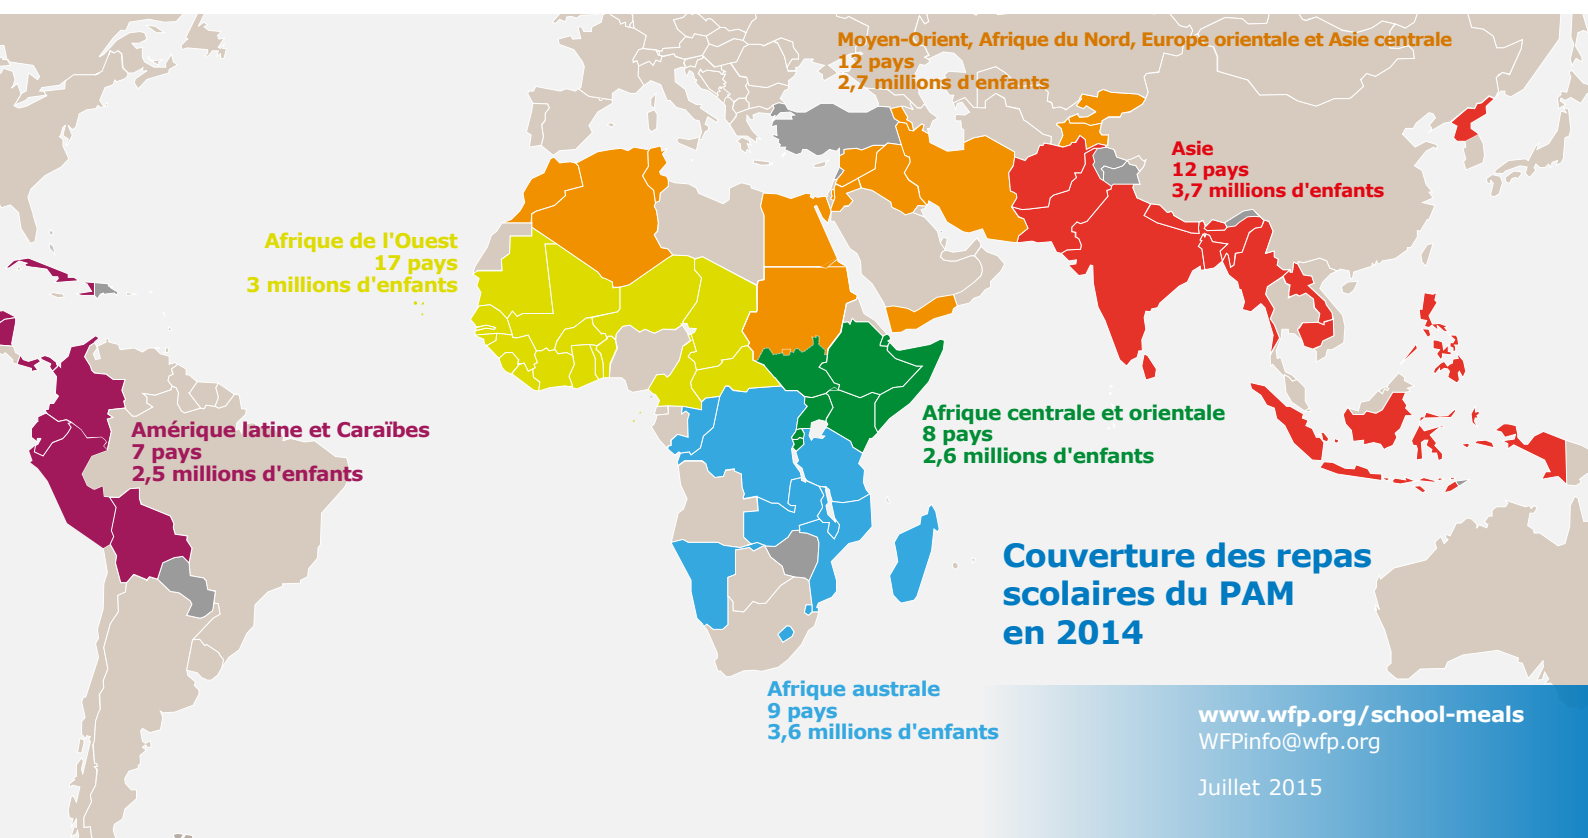 Moyen-Orient, Afrique du Nord, Europe orientale et Asie centrale
12 pays
2,7 millions d'enfants
Asie
12 pays
3,7 millions d'enfants
Afrique de l'Ouest
17 pays
3 millions d'enfants
Afrique centrale et orientale
8 pays
2,6 millions d'enfants
Amérique latine et Caraïbes
7 pays
2,5 millions d'enfants
Couverture des repas
scolaires du PAM
en 2014
Afrique australe
9 pays
3,6 millions d'enfants
www.wfp.org/school-meals
WFPinfo@wfp.org
Juillet 2015